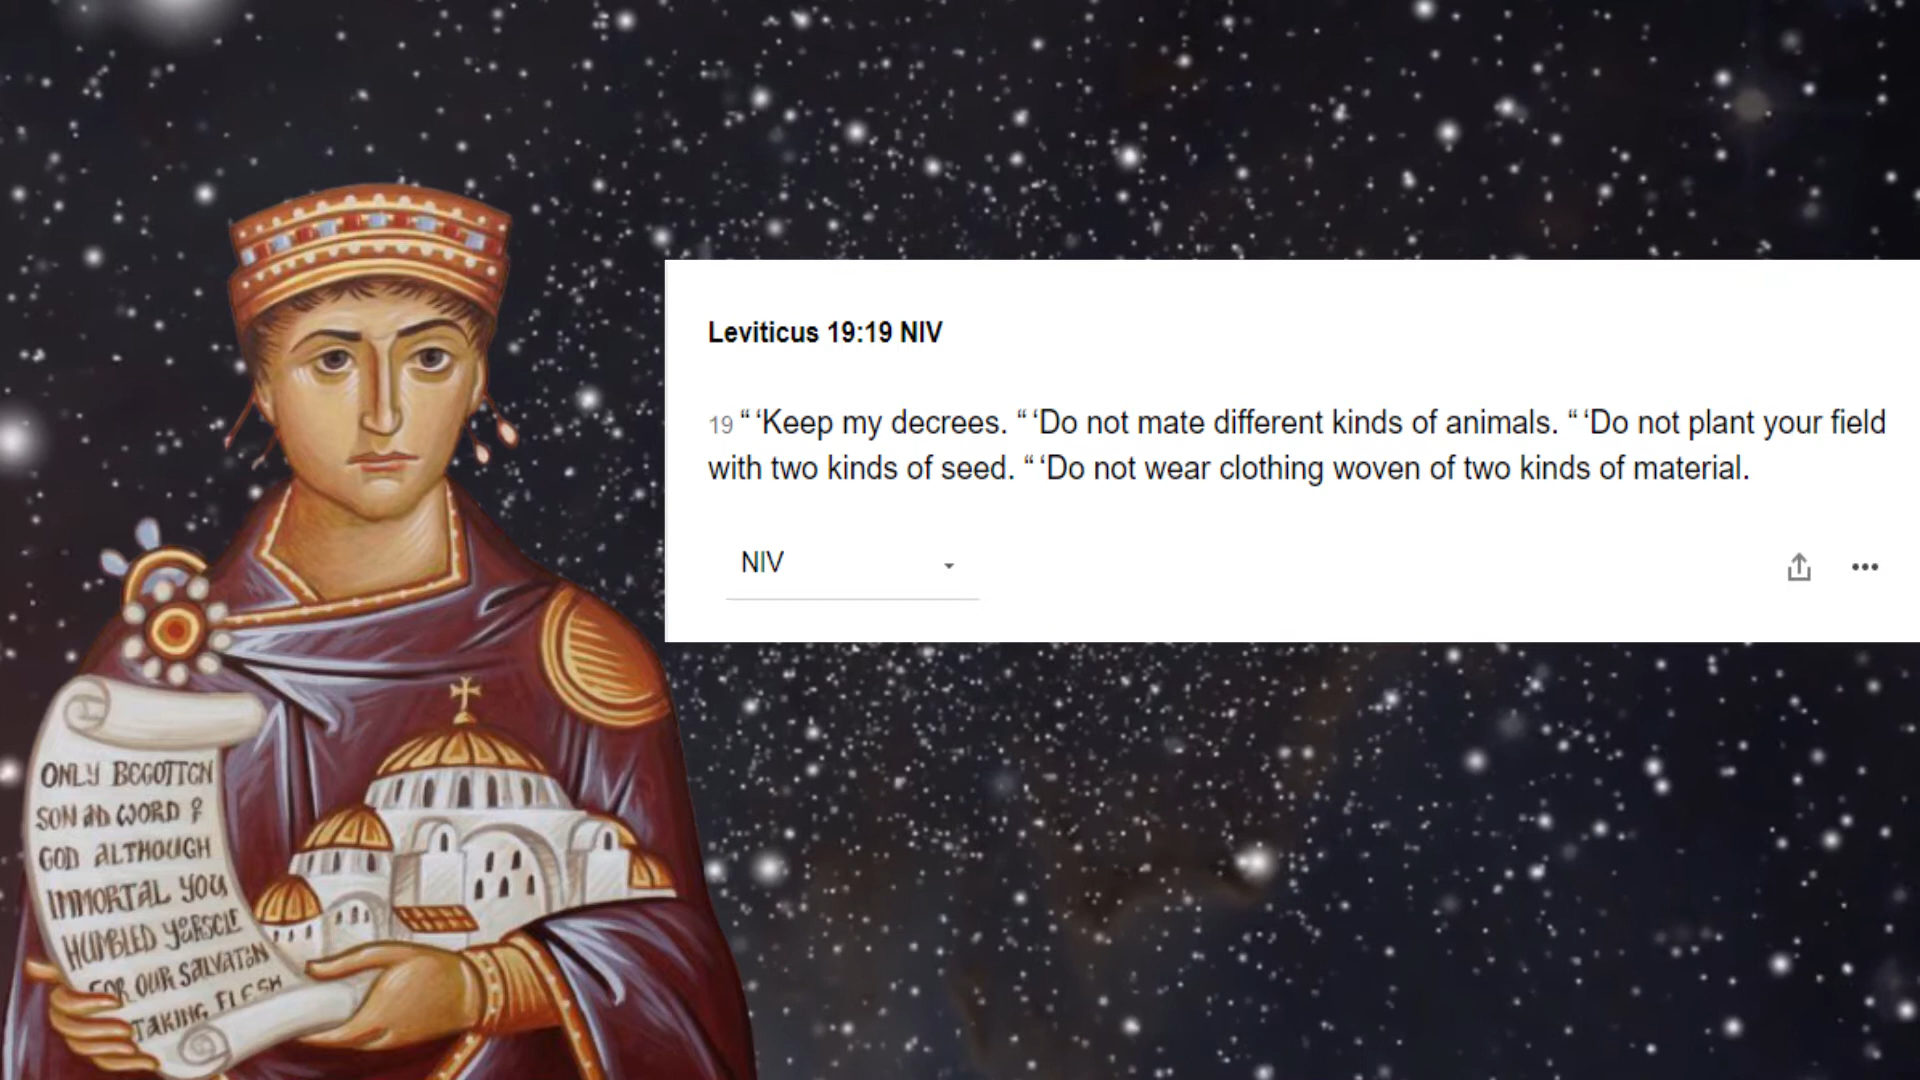 Leviticus 19:19 NIV
19 “ ‘Keep my decrees. “ ‘Do not mate different kinds of animals. “ ‘Do not plant your field
with two kinds of seed. “ ‘Do not wear clothing woven of two kinds of material.
NIV
ONLY BEGOTTEN
SON AD WORD OF
GOD ALTHOUGH
IMMORTAL YOU
HUMBLED YOURSELF
FOR OUR SALVATION
TAKING FLESH